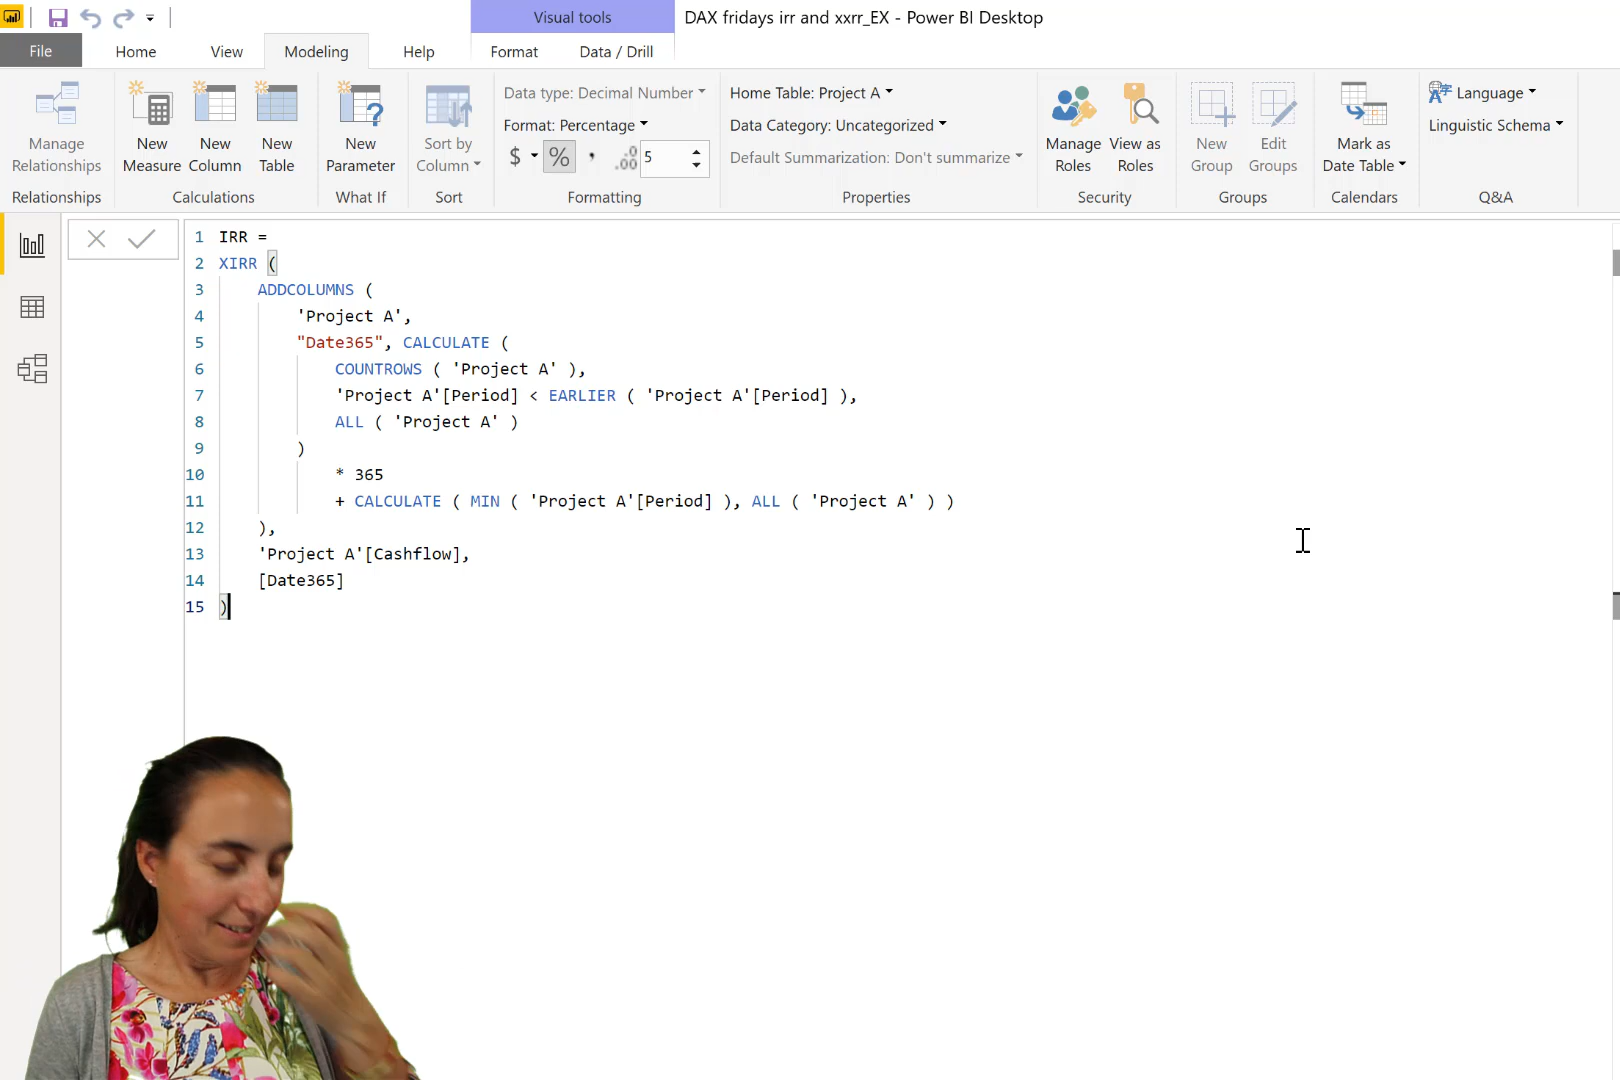 DAX fridays irr and xxrr_EX - Power BI Desktop
Visual tools
File
Home
View
Modeling
Help
Format
Data / Drill
Manage
Relationships
Relationships
New
Measure
New
Column
New
Table
Calculations
New
Parameter
What If
Sort by
Column
Sort
Data type: Decimal Number
Format: Percentage
$
%
,
.0
.00
5
Formatting
Home Table: Project A
Data Category: Uncategorized
Default Summarization: Don't summarize
Properties
Manage
Roles
View as
Roles
Security
New
Group
Edit
Groups
Groups
Mark as
Date Table
Calendars
Language
Linguistic Schema
Q&A
1 IRR =
2 XIRR (
3 ADDCOLUMNS (
4 'Project A',
5 "Date365", CALCULATE (
6 COUNTROWS ( 'Project A' ),
7 'Project A'[Period] < EARLIER ( 'Project A'[Period] ),
8 ALL ( 'Project A' )
9 )
10 * 365
11 + CALCULATE ( MIN ( 'Project A'[Period] ), ALL ( 'Project A' ) )
12 ),
13 'Project A'[Cashflow],
14 [Date365]
15 )